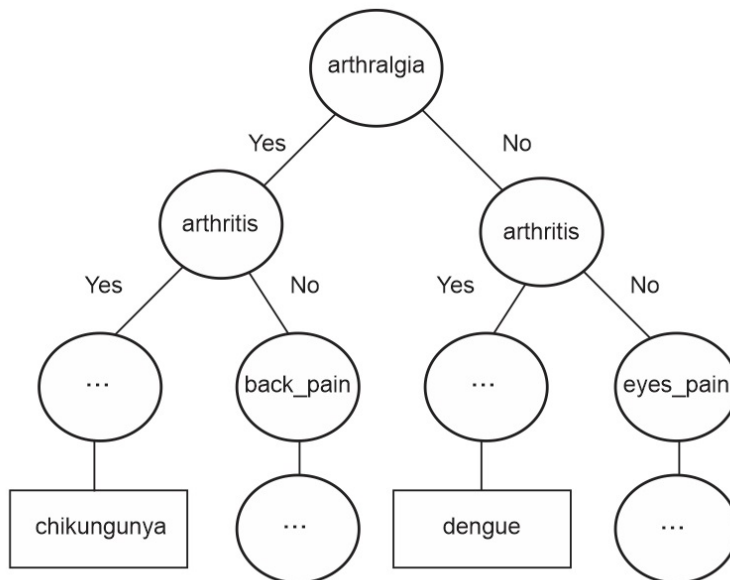 arthralgia
Yes
No
arthritis
arthritis
Yes
No
Yes
No
...
back_pain
...
eyes_pain
chikungunya
...
dengue
...